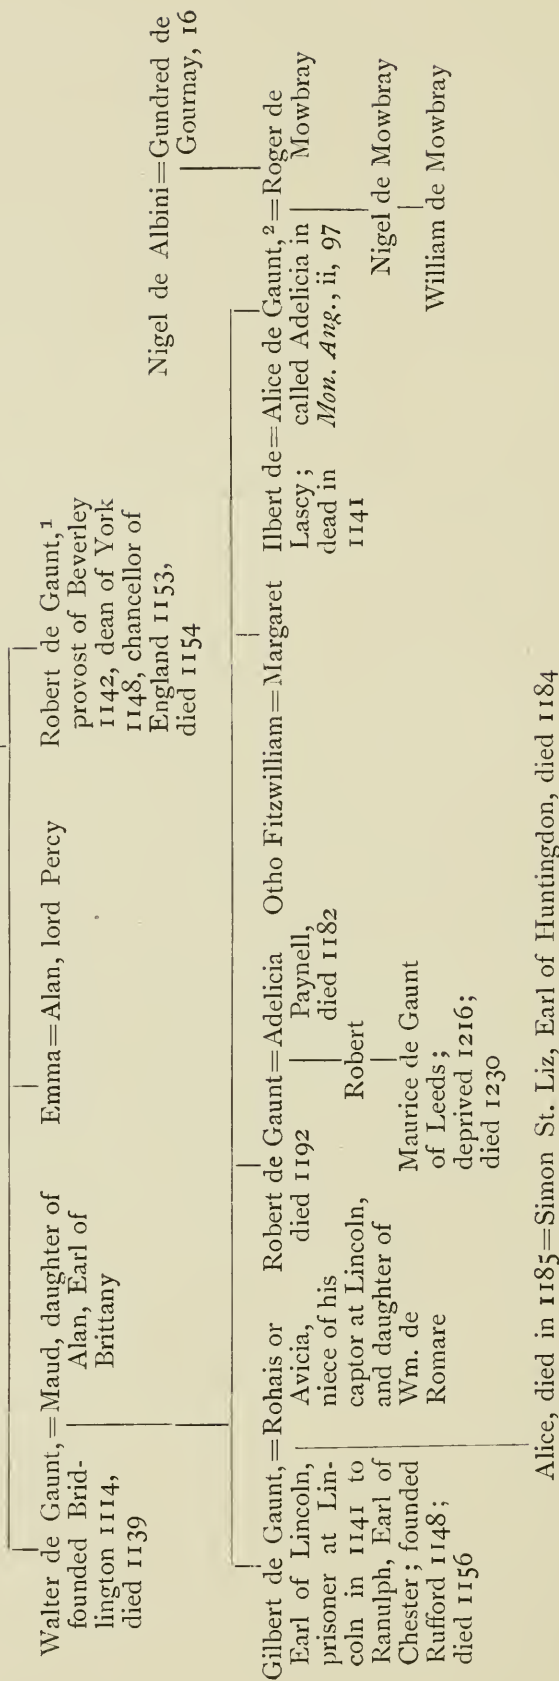 Walter de Gaunt,=Maud, daughter of
founded Brid-
lington 1114,
died 1139
Alan, Earl of
Brittany
Emma=Alan, lord Percy
Robert de Gaunt,¹
provost of Beverley
1142, dean of York
1148, chancellor of
England 1153,
died 1154
Nigel de Albini=Gundred de
Gournay, 16
Gilbert de Gaunt,=Rohais or
Earl of Lincoln,
prisoner at Lin-
coln in 1141 to
Ranulph, Earl of
Chester; founded
Rufford 1148;
died 1156
Avicia,
niece of his
captor at Lincoln,
and daughter of
Wm. de
Romare
Robert de Gaunt=Adelicia
died 1192
Paynell,
died 1182
Robert
Maurice de Gaunt
of Leeds;
deprived 1216;
died 1230
Otho Fitzwilliam=Margaret
Ilbert de=Alice de Gaunt,²=Roger de
Lascy;
dead in
1141
called Adelicia in
Mon. Ang., ii, 97
Mowbray
Nigel de Mowbray
William de Mowbray
Alice, died in 1185=Simon St. Liz, Earl of Huntingdon, died 1184